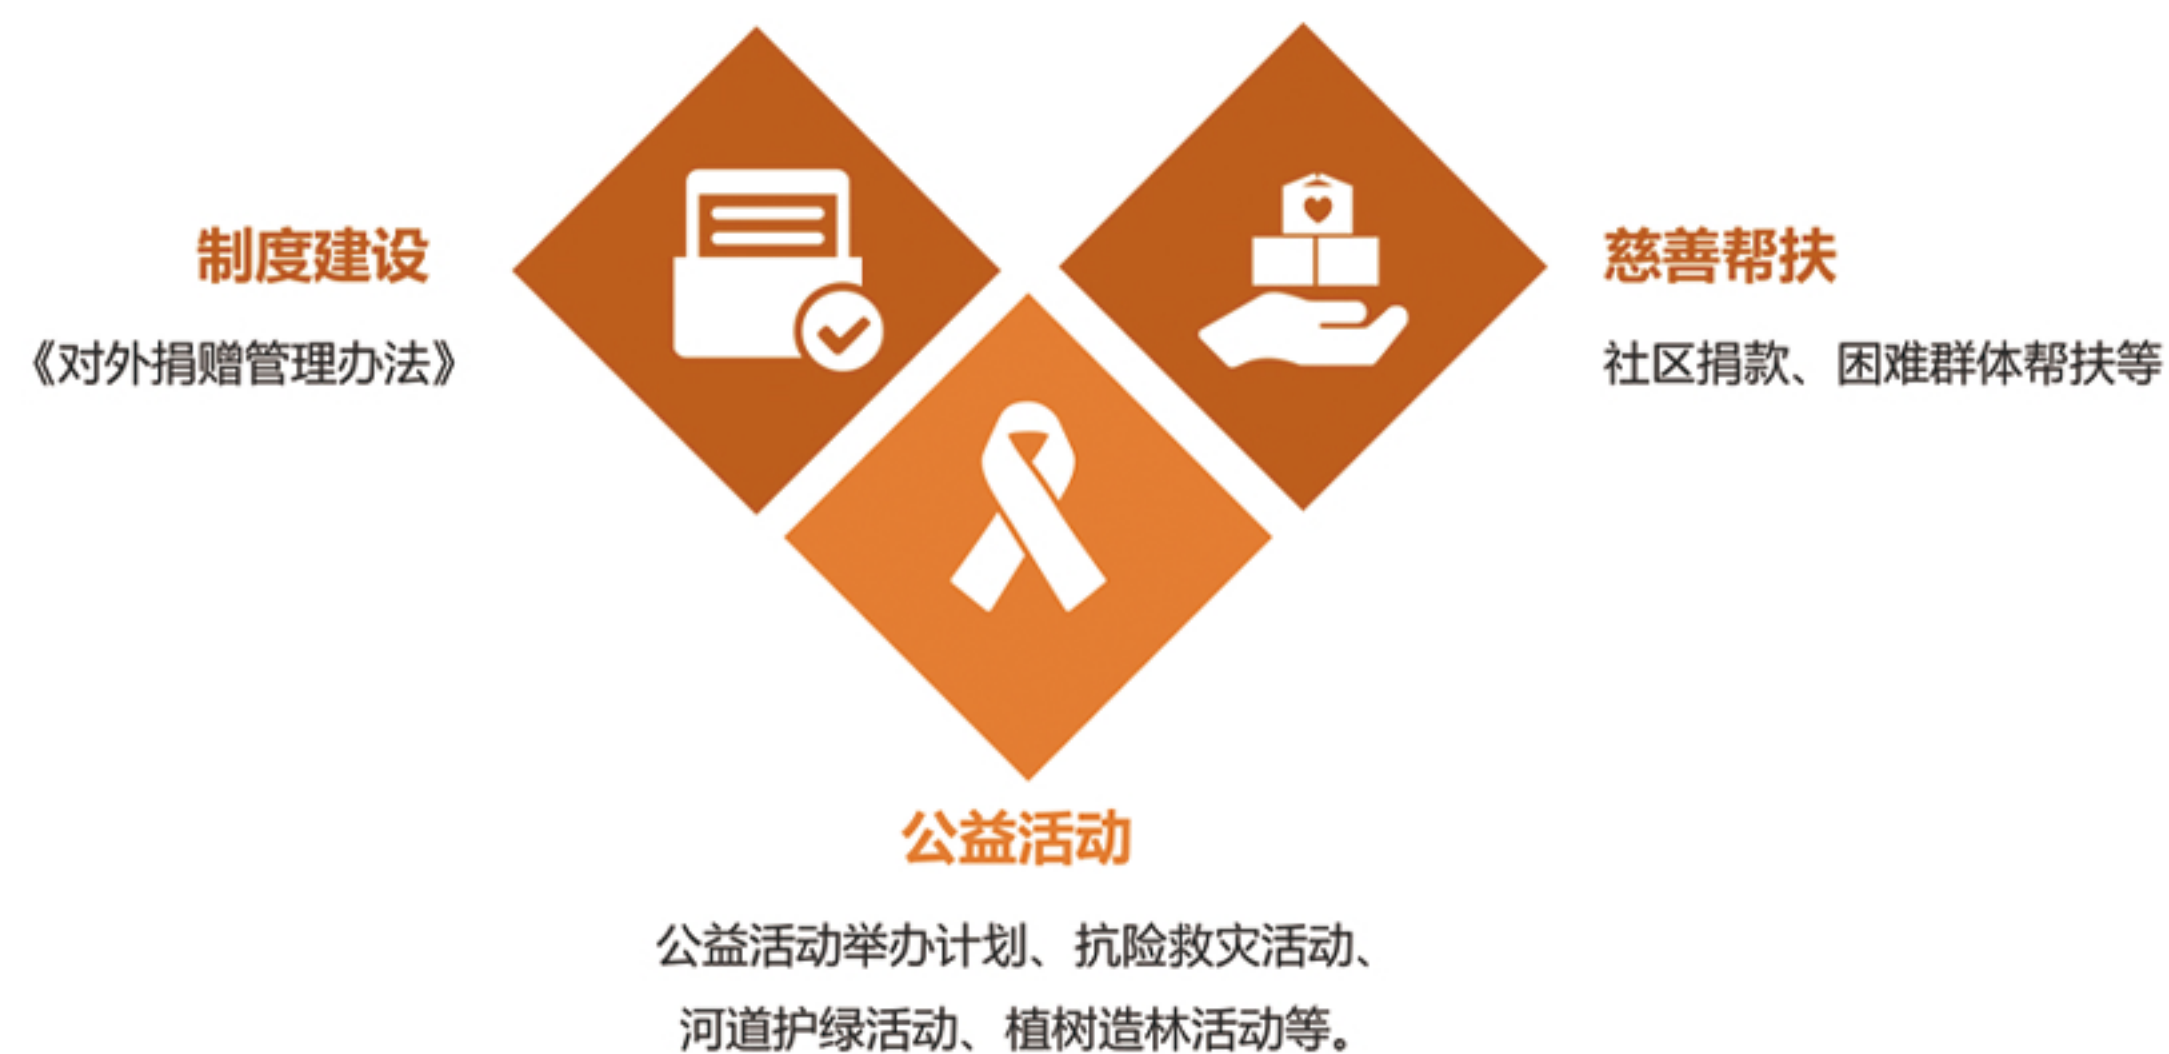 制度建设
《对外捐赠管理办法》
慈善帮扶
社区捐款、困难群体帮扶等
公益活动
公益活动举办计划、抗险救灾活动、
河道护绿活动、植树造林活动等。